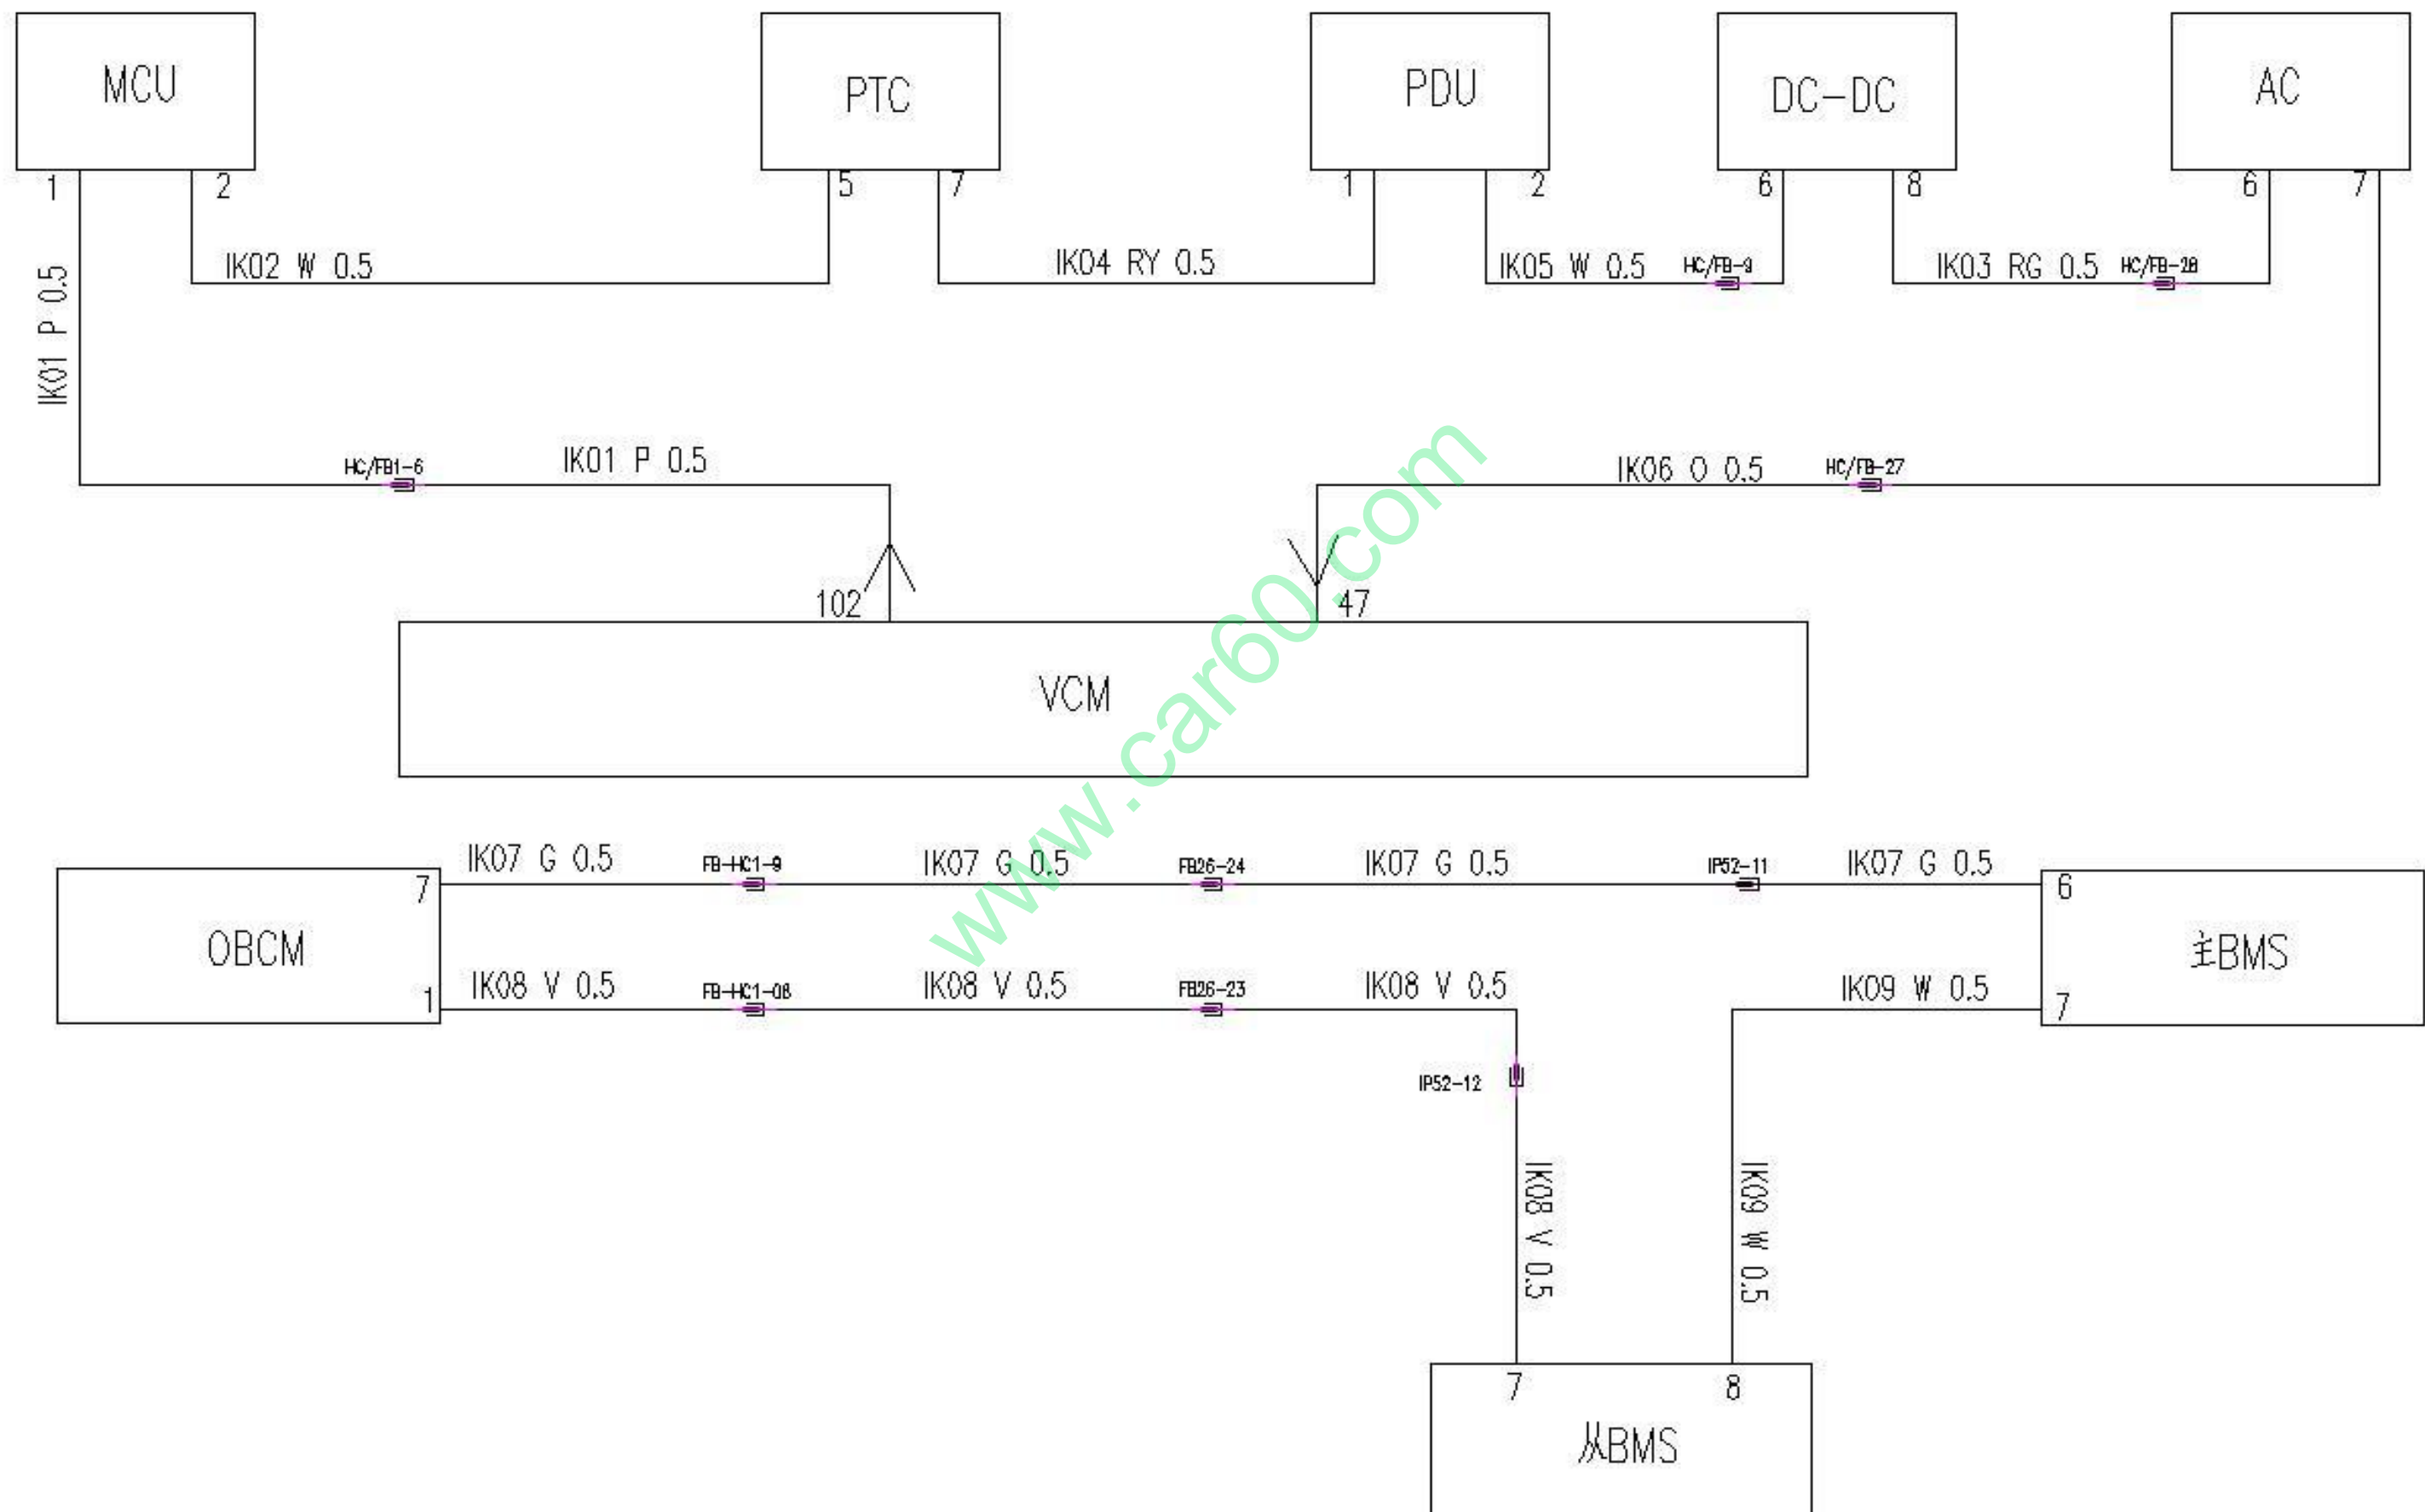 MCU
PTC
PDU
DC-DC
AC
1
2
5
7
1
2
6
8
6
7
IK02 W 0.5
IK04 RY 0.5
IK05 W 0.5
HC/FB-9
IK03 RG 0.5
HC/FB-28
IK01 P 0.5
HC/FB1-6
IK01 P 0.5
IK06 O 0.5
HC/FB-27
102
47
VCM
www.car60.com
IK07 G 0.5
FB-HC1-9
IK07 G 0.5
FB26-24
IK07 G 0.5
IP52-11
IK07 G 0.5
7
6
OBCM
主BMS
IK08 V 0.5
FB-HC1-08
IK08 V 0.5
FB26-23
IK08 V 0.5
IK09 W 0.5
1
7
IP52-12
IK08 V 0.5
IK09 W 0.5
7
8
从BMS